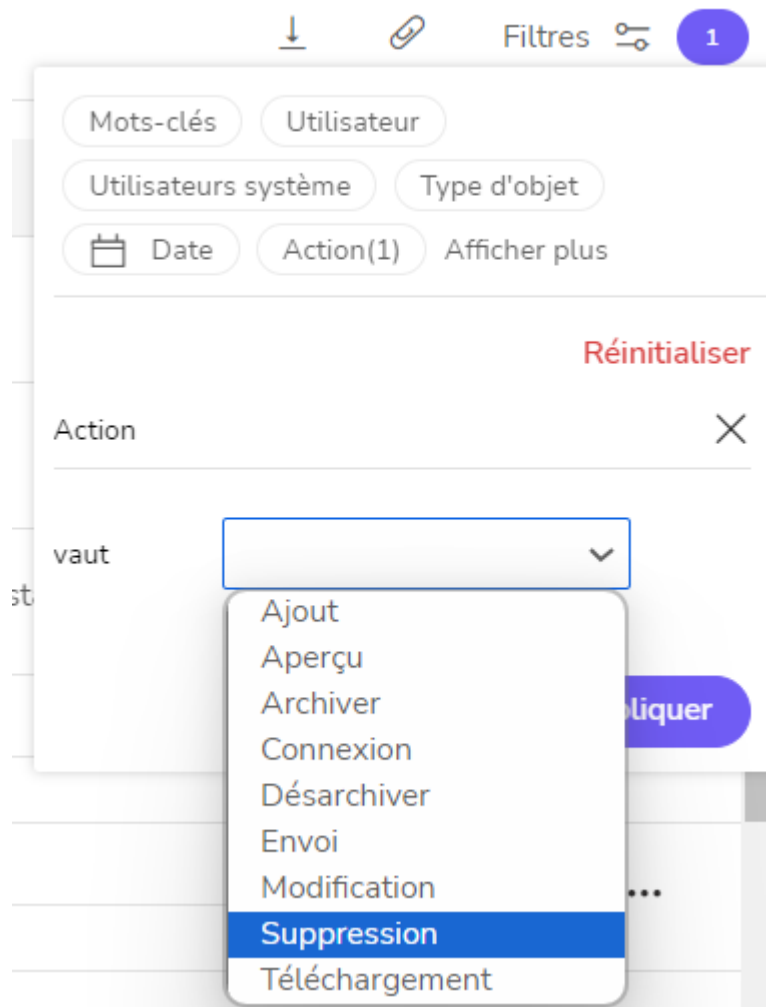 Filtres 1
Mots-clés Utilisateur
Utilisateurs système Type d'objet
Date Action(1) Afficher plus
Réinitialiser
Action
vaut
Ajout
Aperçu
Archiver
Connexion
Désarchiver
Envoi
Modification
Suppression
Téléchargement